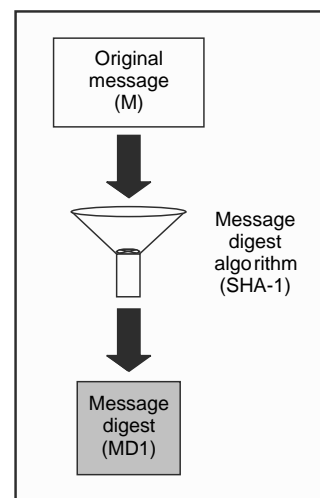 Original
message
(M)
Message
digest
algorithm
(SHA-1)
Message
digest
(MD1)